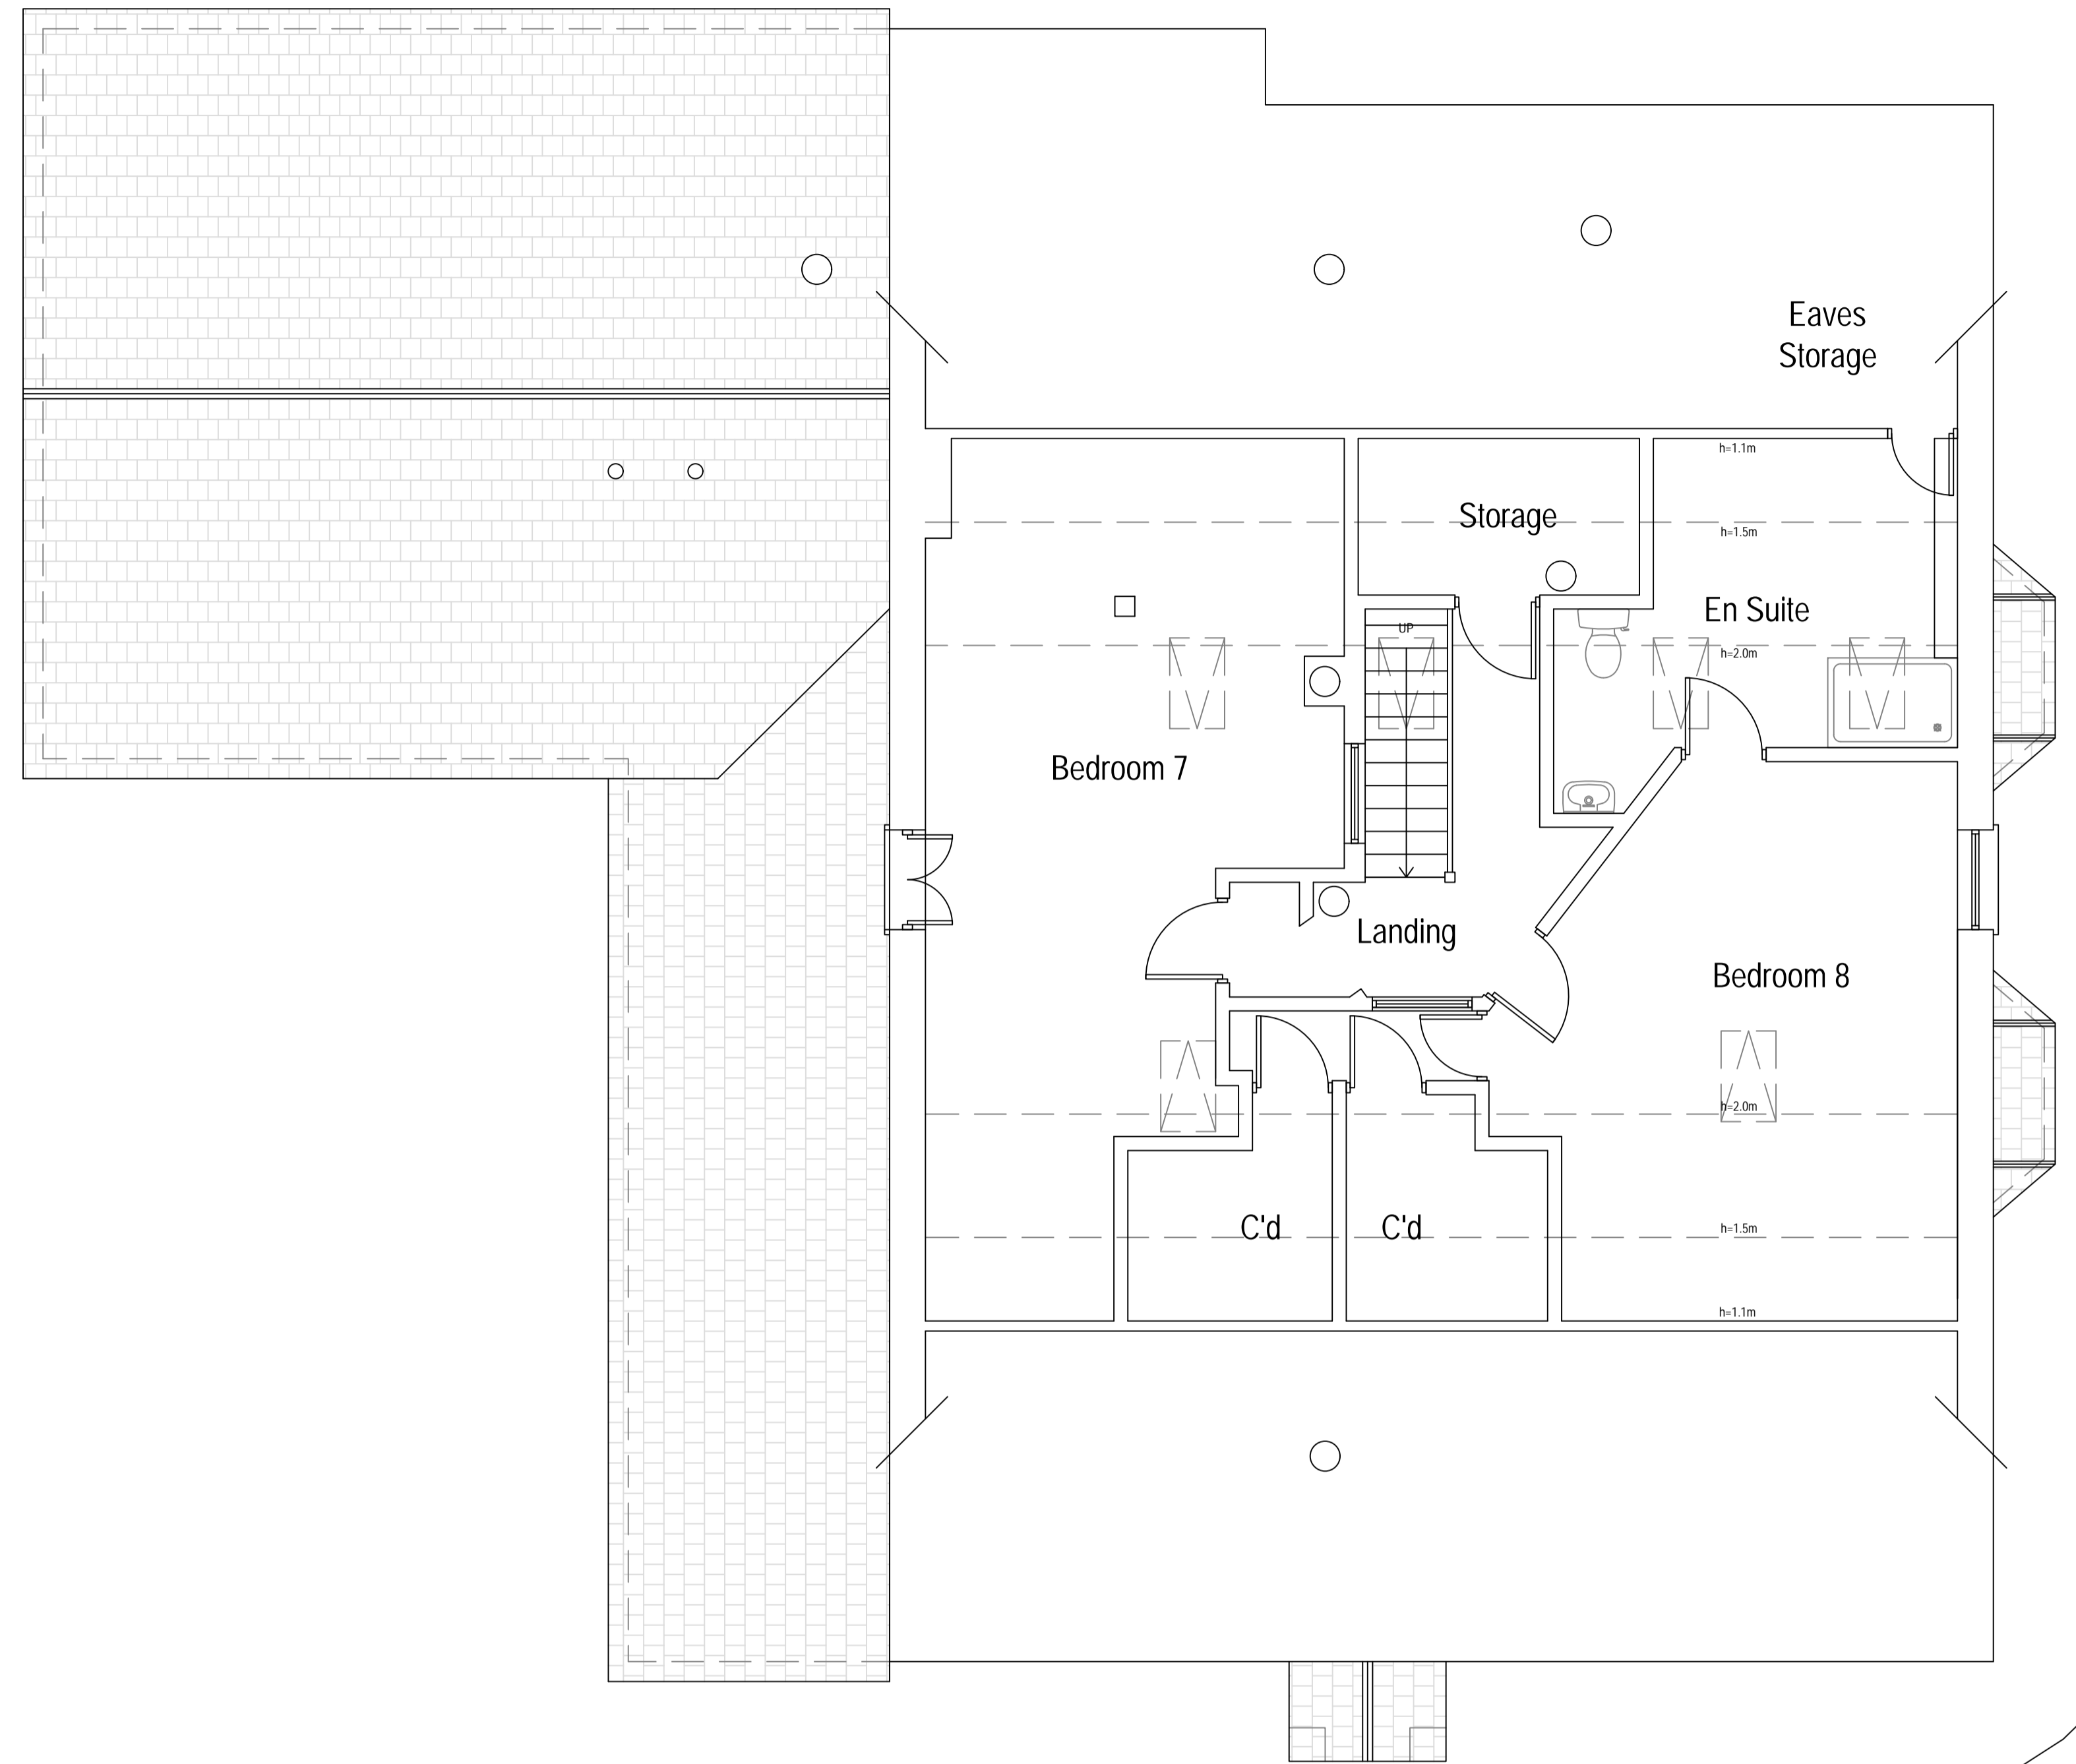 Eaves
Storage
h=1.1m
Storage
h=1.5m
En Suite
UP
h=2.0m
Bedroom 7
Landing
Bedroom 8
h=2.0m
C'd
C'd
h=1.5m
h=1.1m